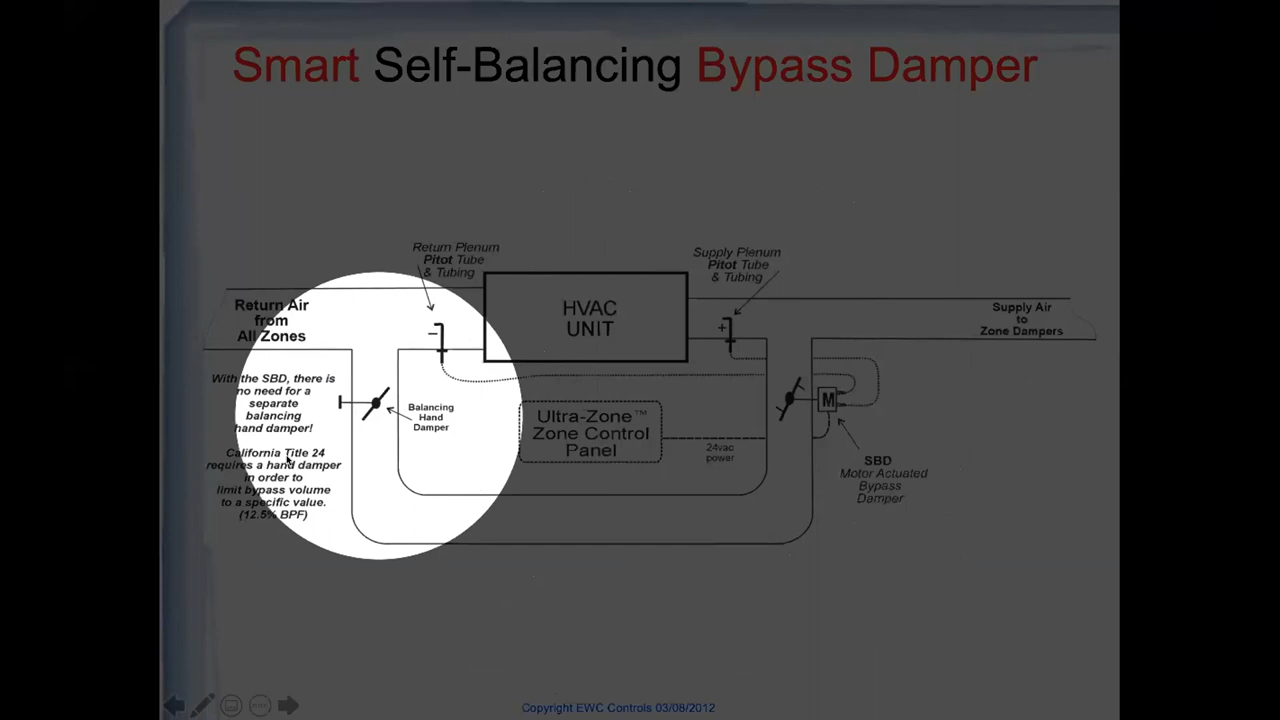 Smart Self-Balancing Bypass Damper
Return Plenum
Pitot Tube
& Tubing
Supply Plenum
Pitot Tube
& Tubing
Return Air
from
All Zones
−
HVAC
UNIT
+
Supply Air
to
Zone Dampers
With the SBD, there is
no need for a
separate
balancing
hand damper!
Balancing
Hand
Damper
Ultra-Zone™
Zone Control
Panel
24vac
power
M
SBD
Motor Actuated
Bypass
Damper
California Title 24
requires a hand damper
in order to
limit bypass volume
to a specific value.
(12.5% BPF)
Copyright EWC Controls 03/08/2012